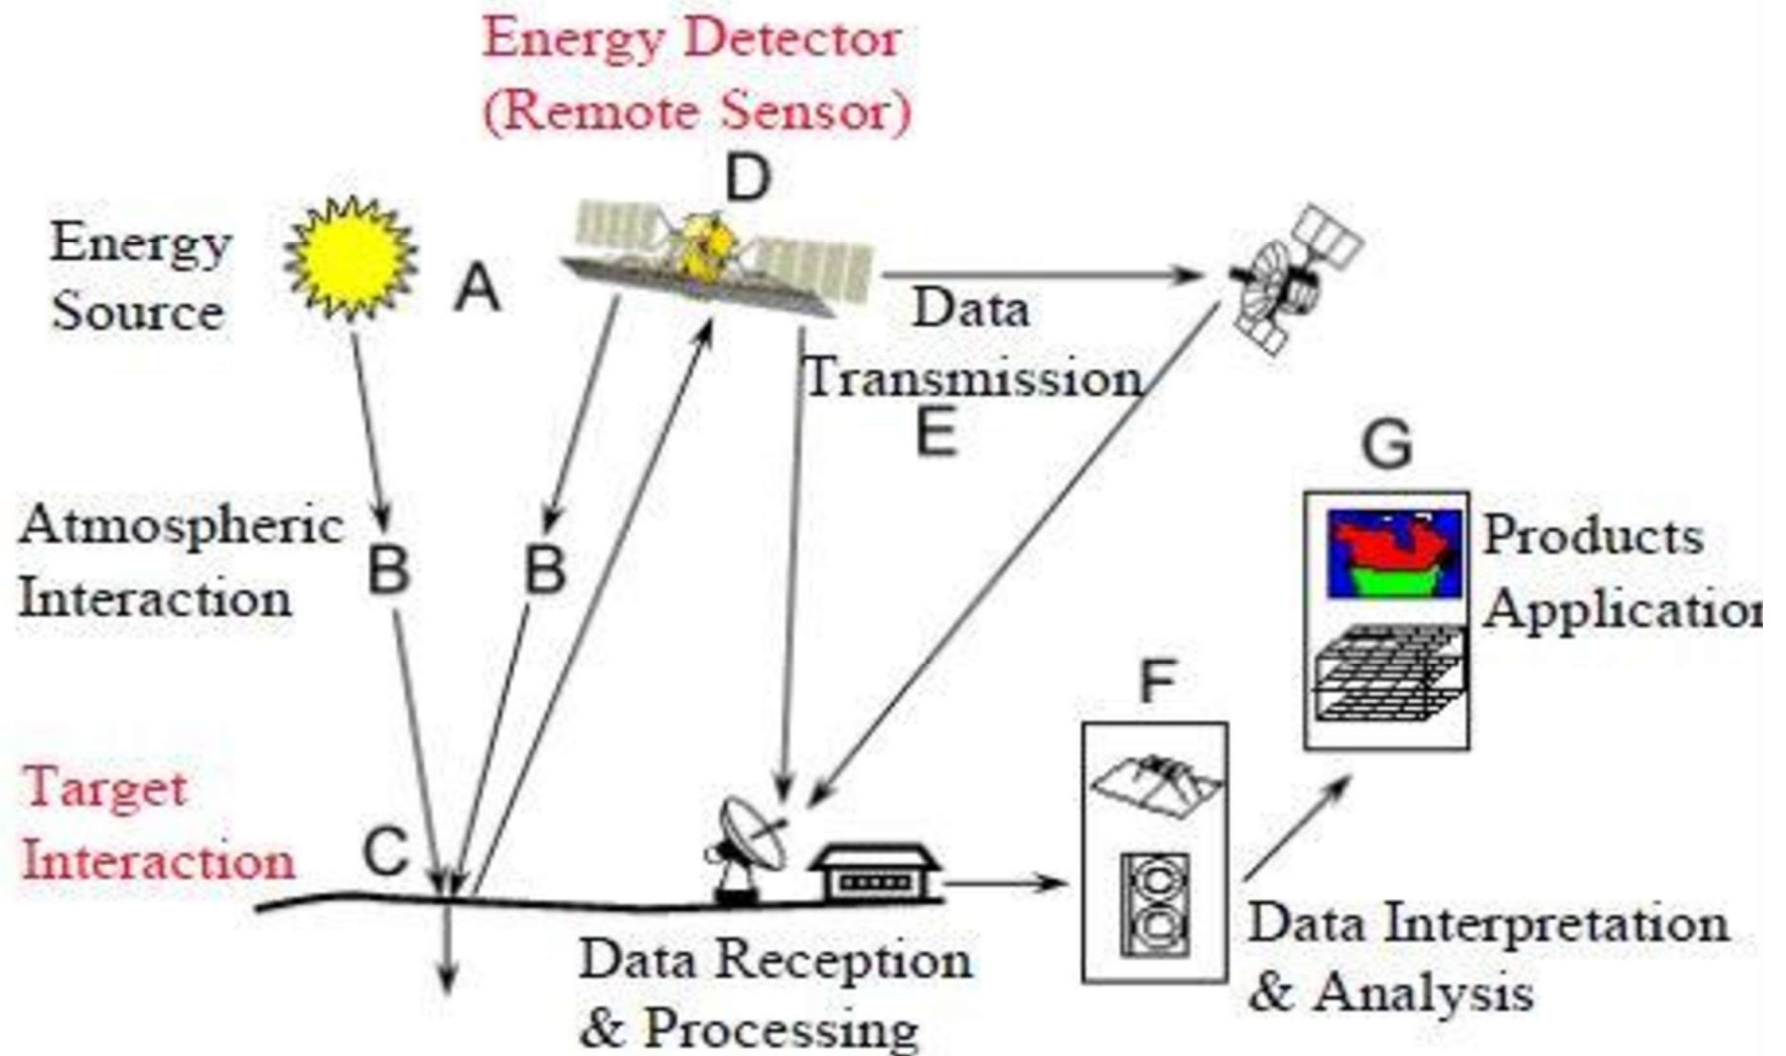 Energy Detector
(Remote Sensor)
D
Energy
Source
A
Data
Transmission
E
Atmospheric
Interaction
B
B
G
Products
Application
F
Target
Interaction
C
Data Reception
& Processing
Data Interpretation
& Analysis